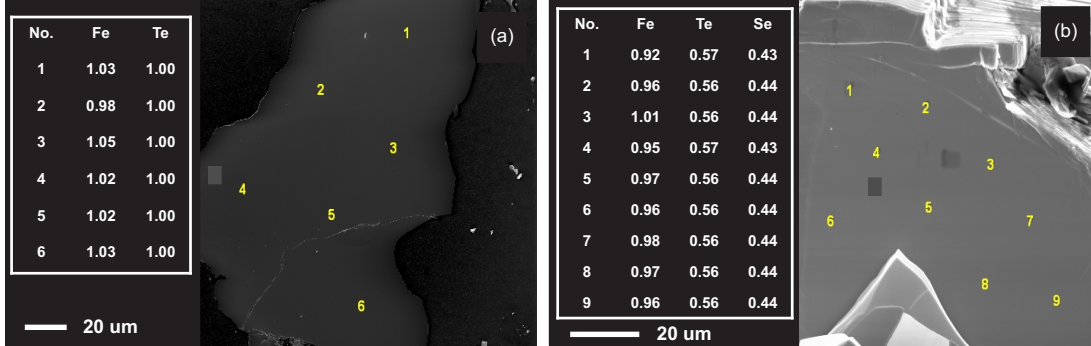 No. Fe Te
1 1.03 1.00
2 0.98 1.00
3 1.05 1.00
4 1.02 1.00
5 1.02 1.00
6 1.03 1.00
20 um
(a)
1
2
3
4
5
6
No. Fe Te Se
1 0.92 0.57 0.43
2 0.96 0.56 0.44
3 1.01 0.56 0.44
4 0.95 0.57 0.43
5 0.97 0.56 0.44
6 0.96 0.56 0.44
7 0.98 0.56 0.44
8 0.97 0.56 0.44
9 0.96 0.56 0.44
20 um
(b)
1
2
4
3
5
6
7
8
9